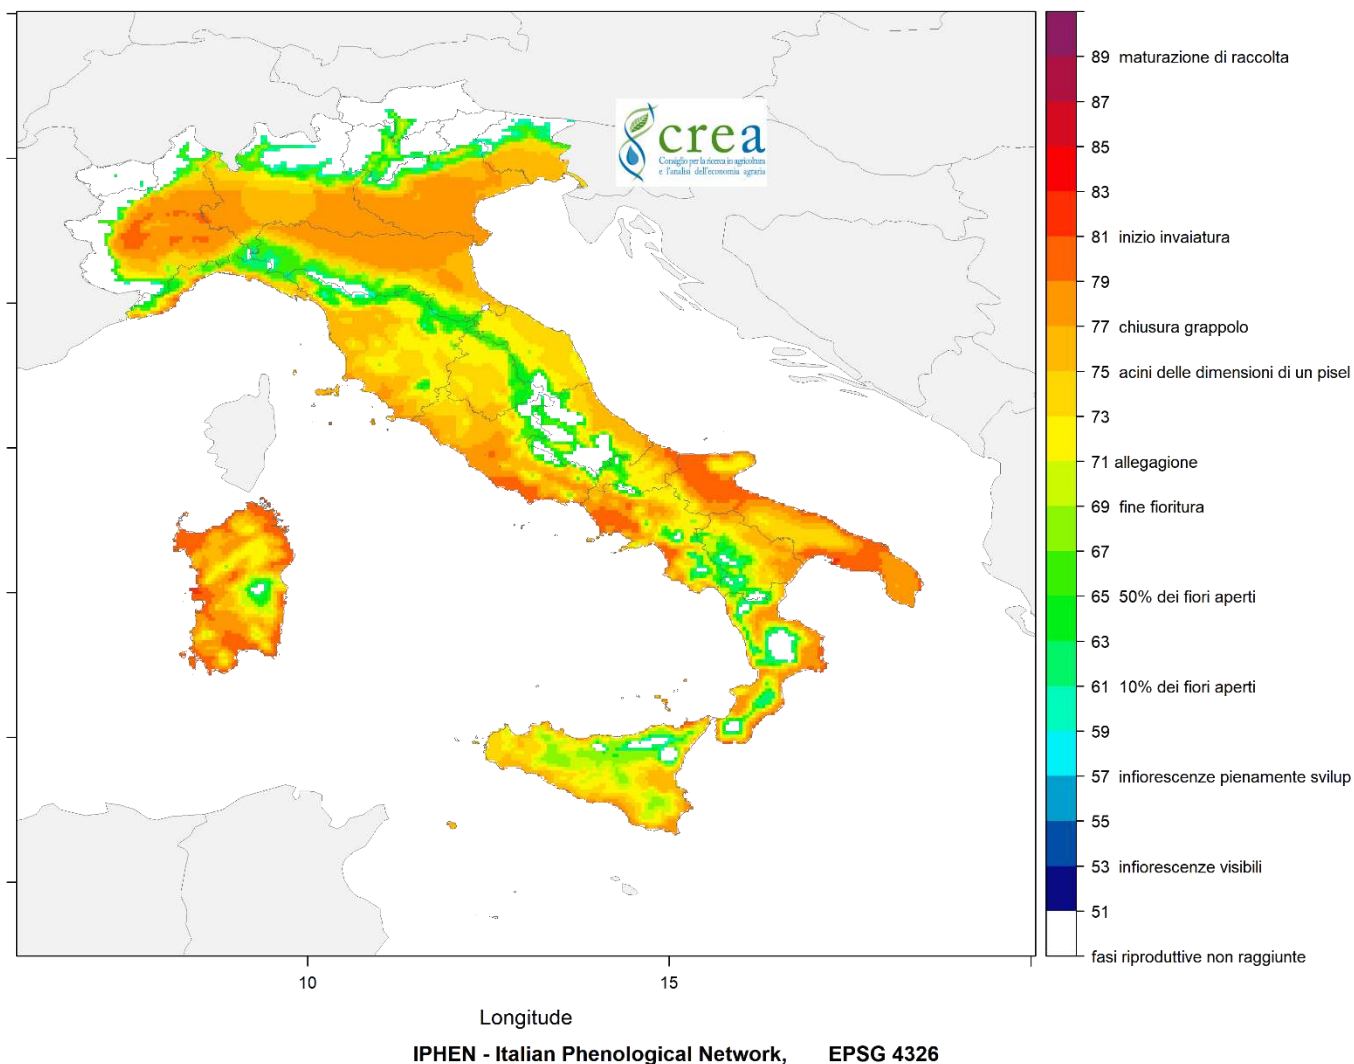 crea
Consiglio per la ricerca in agricoltura
e l'analisi dell'economia agraria
89 maturazione di raccolta
87
85
83
81 inizio invaiatura
79
77 chiusura grappolo
75 acini delle dimensioni di un pisel
73
71 allegagione
69 fine fioritura
67
65 50% dei fiori aperti
63
61 10% dei fiori aperti
59
57 infiorescenze pienamente svilup
55
53 infiorescenze visibili
51
fasi riproduttive non raggiunte
10 15
Longitude
IPHEN - Italian Phenological Network, EPSG 4326